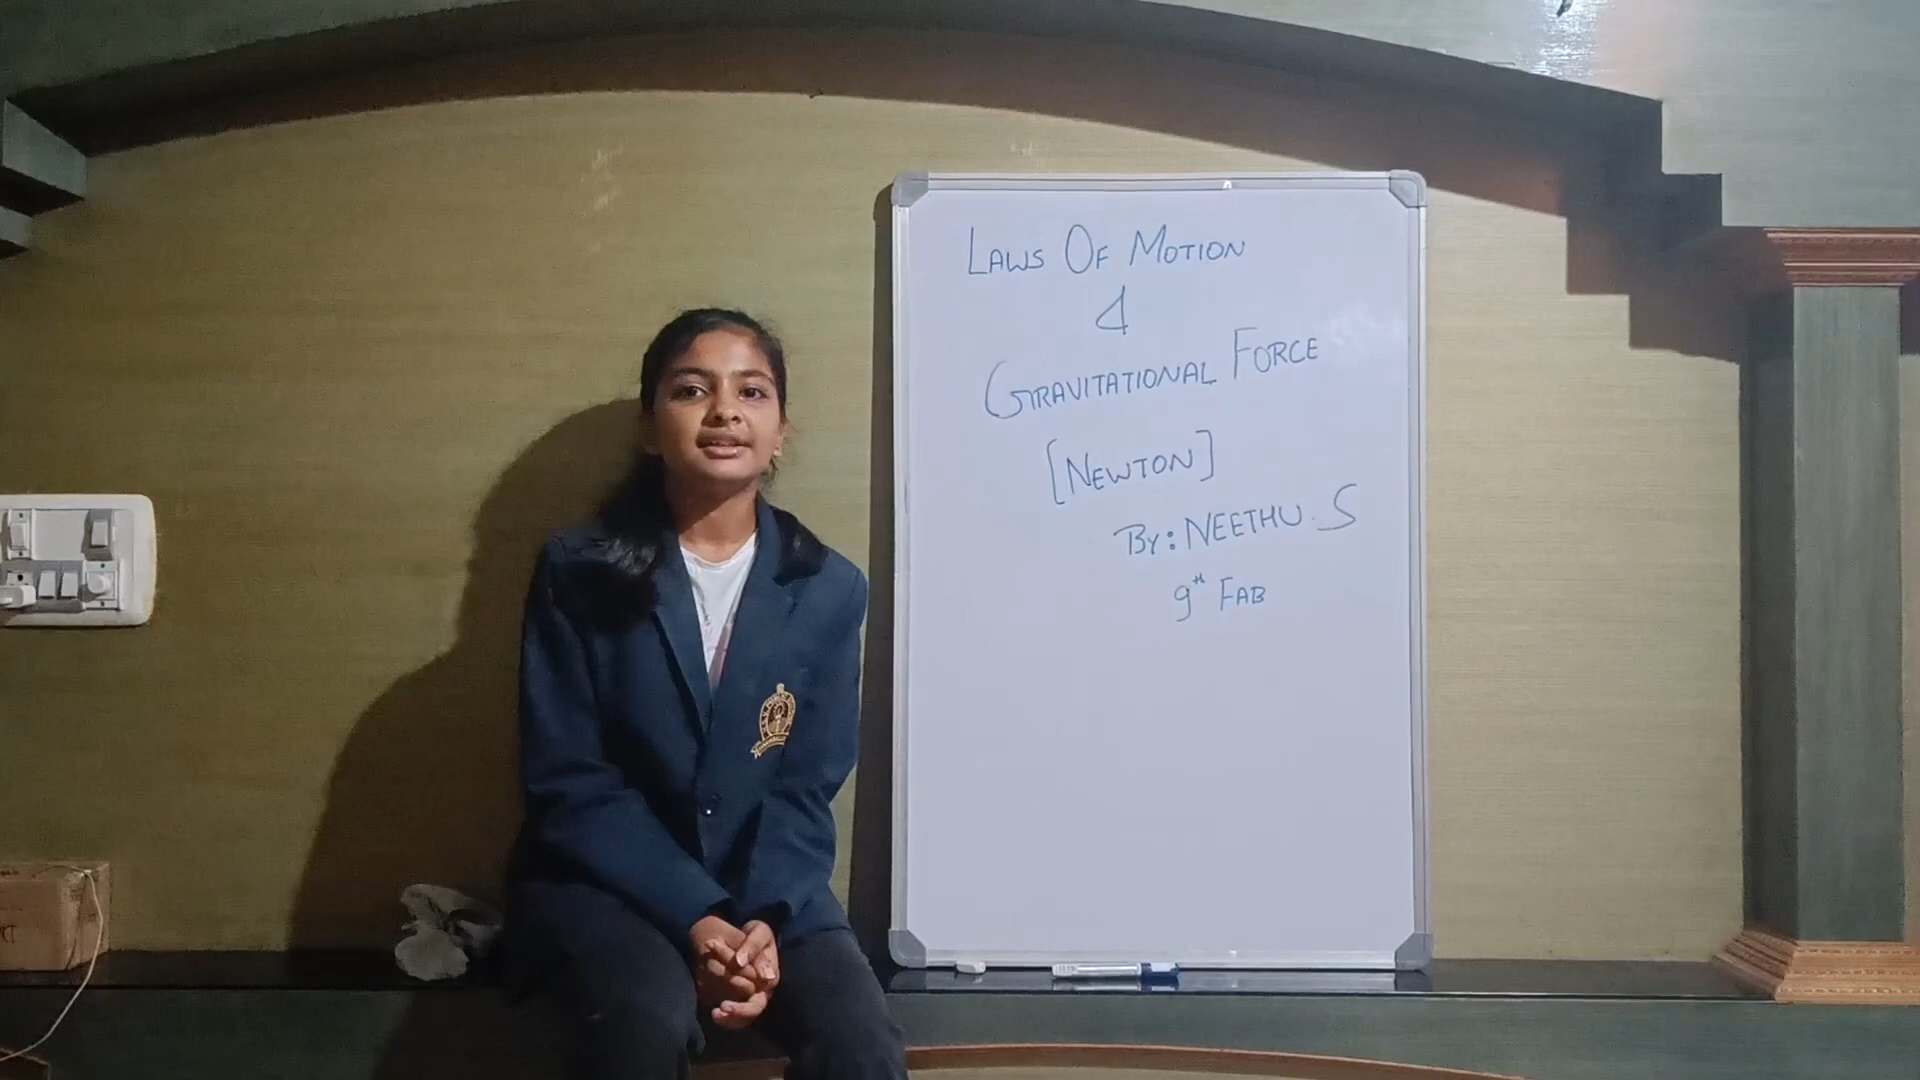 LAWS OF MOTION
&
GRAVITATIONAL FORCE
[NEWTON]
BY: NEETHU. S
9th FAB